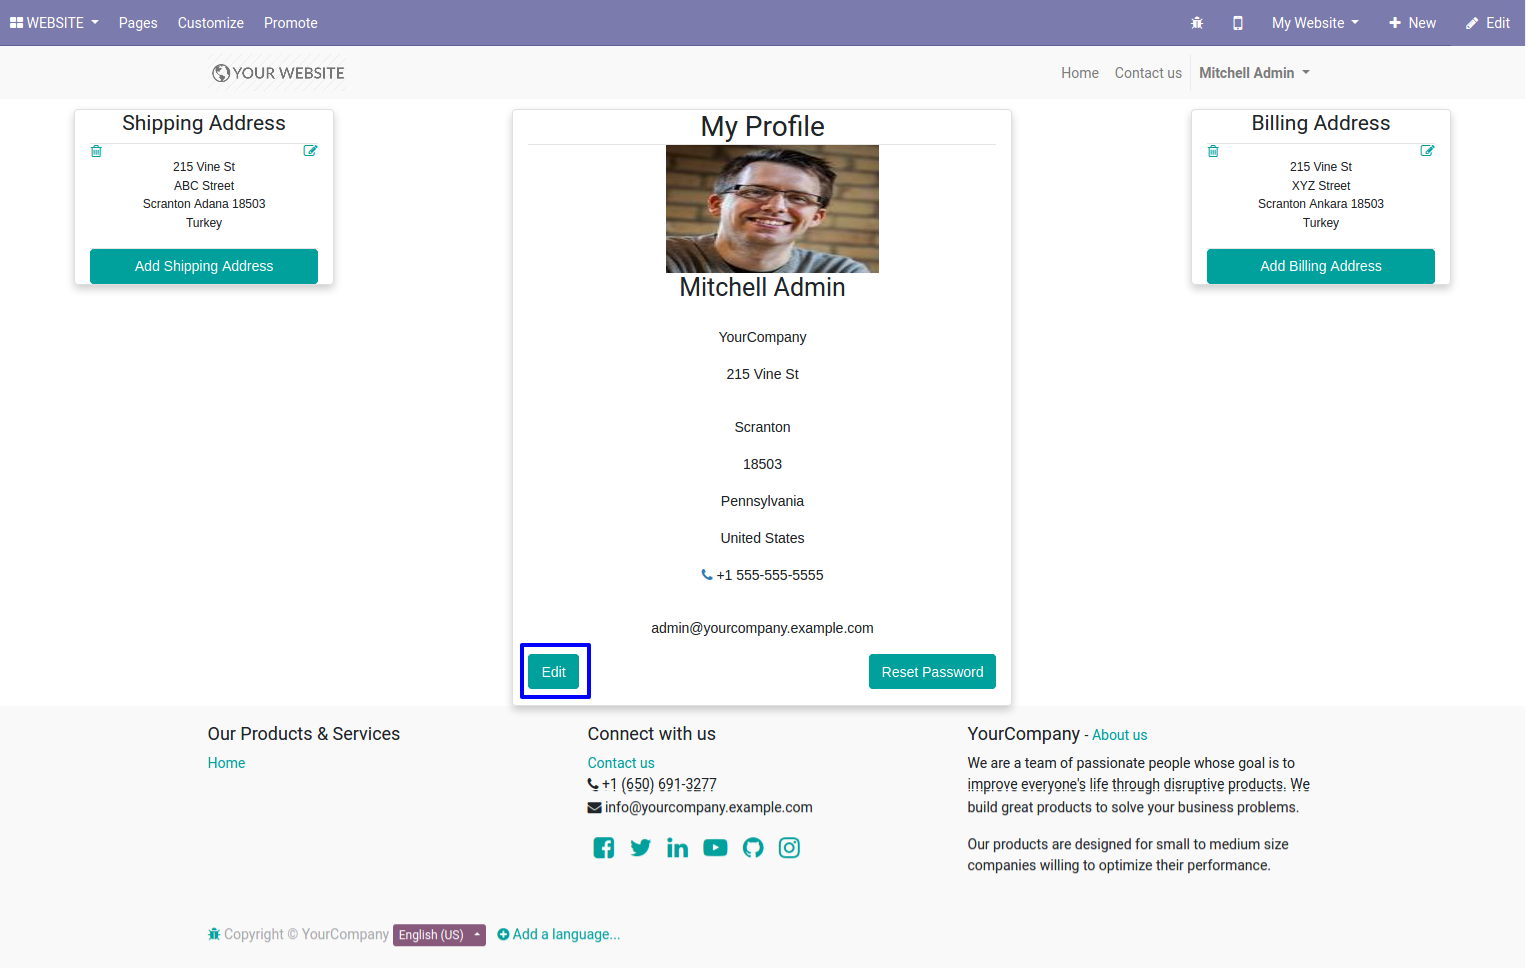 WEBSITE Pages Customize Promote My Website New Edit
YOUR WEBSITE Home Contact us Mitchell Admin
Shipping Address
215 Vine St
ABC Street
Scranton Adana 18503
Turkey
Add Shipping Address
My Profile
Mitchell Admin
YourCompany
215 Vine St
Scranton
18503
Pennsylvania
United States
+1 555-555-5555
admin@yourcompany.example.com
Edit Reset Password
Billing Address
215 Vine St
XYZ Street
Scranton Ankara 18503
Turkey
Add Billing Address
Our Products & Services
Home
Connect with us
Contact us
+1 (650) 691-3277
info@yourcompany.example.com
YourCompany - About us
We are a team of passionate people whose goal is to
improve everyone's life through disruptive products. We
build great products to solve your business problems.
Our products are designed for small to medium size
companies willing to optimize their performance.
Copyright © YourCompany English (US) Add a language...